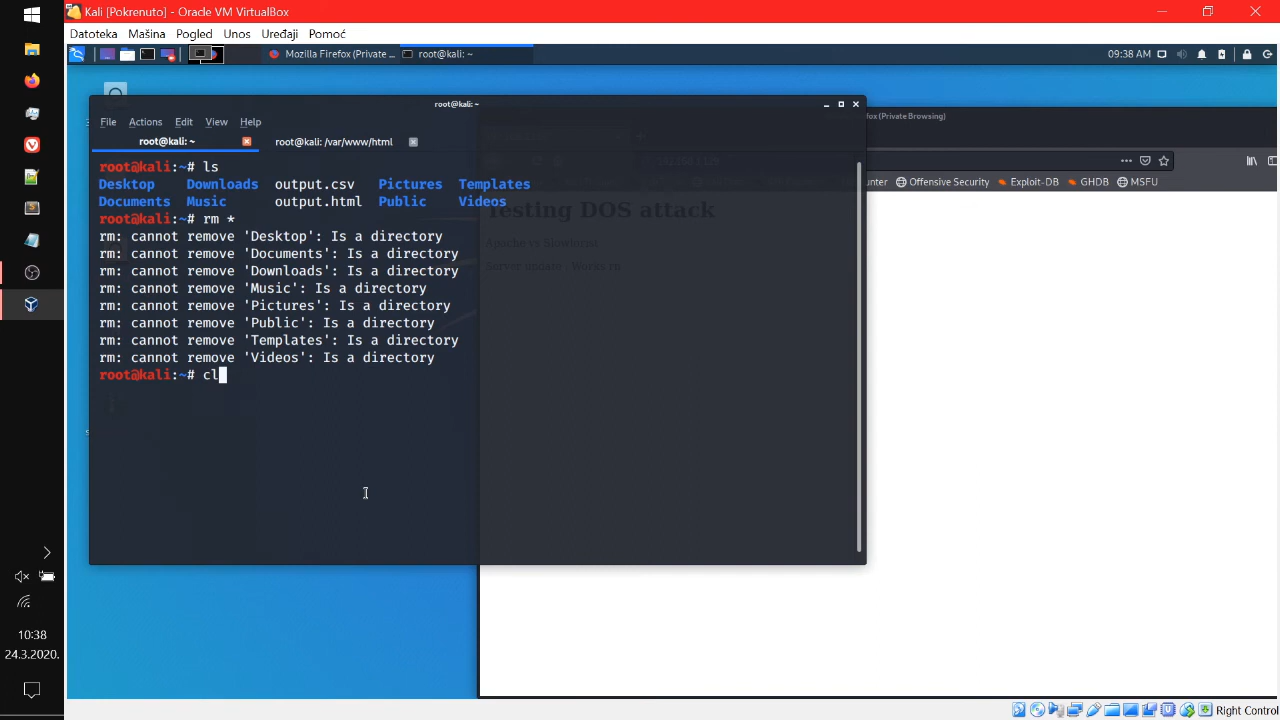 Kali [Pokrenuto] - Oracle VM VirtualBox
Datoteka Mašina Pogled Unos Uređaji Pomoć
Mozilla Firefox (Private ... root@kali: ~ 09:38 AM
root@kali: ~
Firefox (Private Browsing)
File Actions Edit View Help
root@kali: ~ root@kali: /var/www/html
Offensive Security Exploit-DB GHDB MSFU
root@kali:~# ls
Desktop Downloads output.csv Pictures Templates
Documents Music output.html Public Videos
Testing DOS attack
root@kali:~# rm *
rm: cannot remove 'Desktop': Is a directory
rm: cannot remove 'Documents': Is a directory
rm: cannot remove 'Downloads': Is a directory
rm: cannot remove 'Music': Is a directory
rm: cannot remove 'Pictures': Is a directory
rm: cannot remove 'Public': Is a directory
rm: cannot remove 'Templates': Is a directory
rm: cannot remove 'Videos': Is a directory
root@kali:~# cl
Apache vs Slowlorist
10:38
24.3.2020.
Right Control